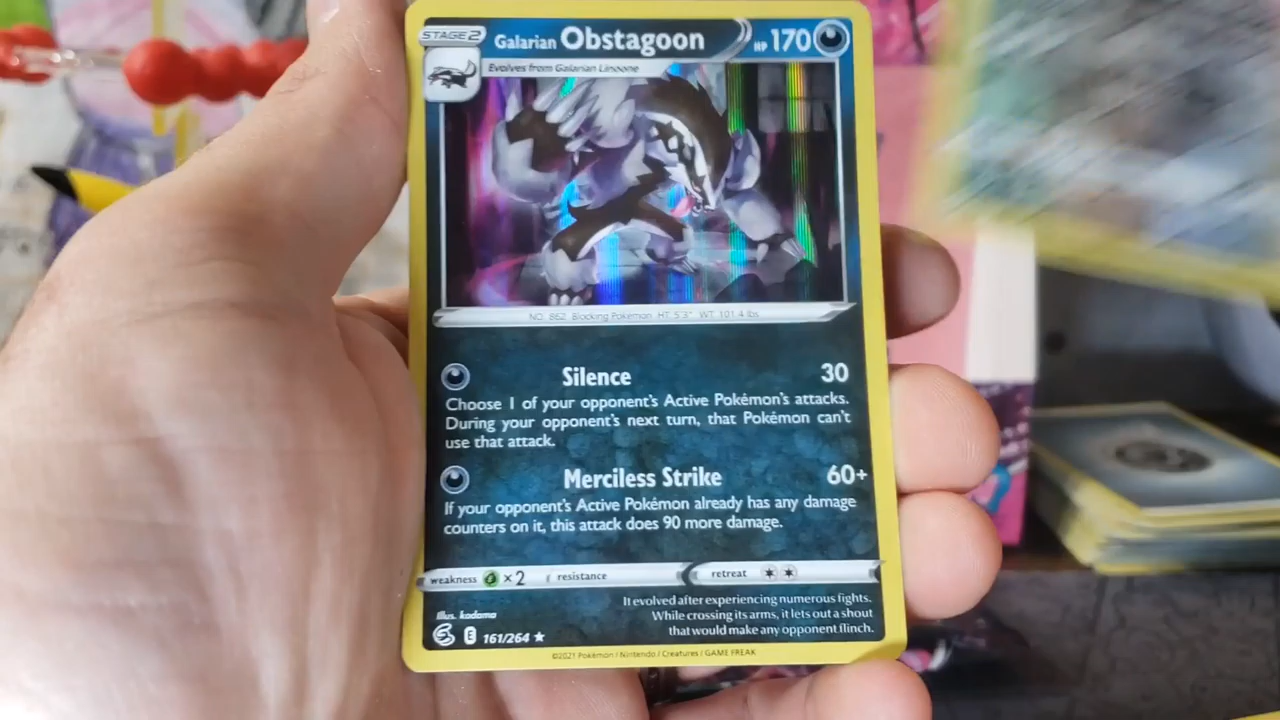 STAGE 2
Galarian Obstagoon
HP 170
Evolves from Galarian Linoone
NO. 862 Blocking Pokémon HT: 5'3" WT: 101.4 lbs
Silence 30
Choose 1 of your opponent's Active Pokémon's attacks.
During your opponent's next turn, that Pokémon can't
use that attack.
Merciless Strike 60+
If your opponent's Active Pokémon already has any damage
counters on it, this attack does 90 more damage.
weakness ×2 resistance retreat
It evolved after experiencing numerous fights.
While crossing its arms, it lets out a shout
that would make any opponent flinch.
Illus. kodama
E 161/264 ★
©2021 Pokémon / Nintendo / Creatures / GAME FREAK